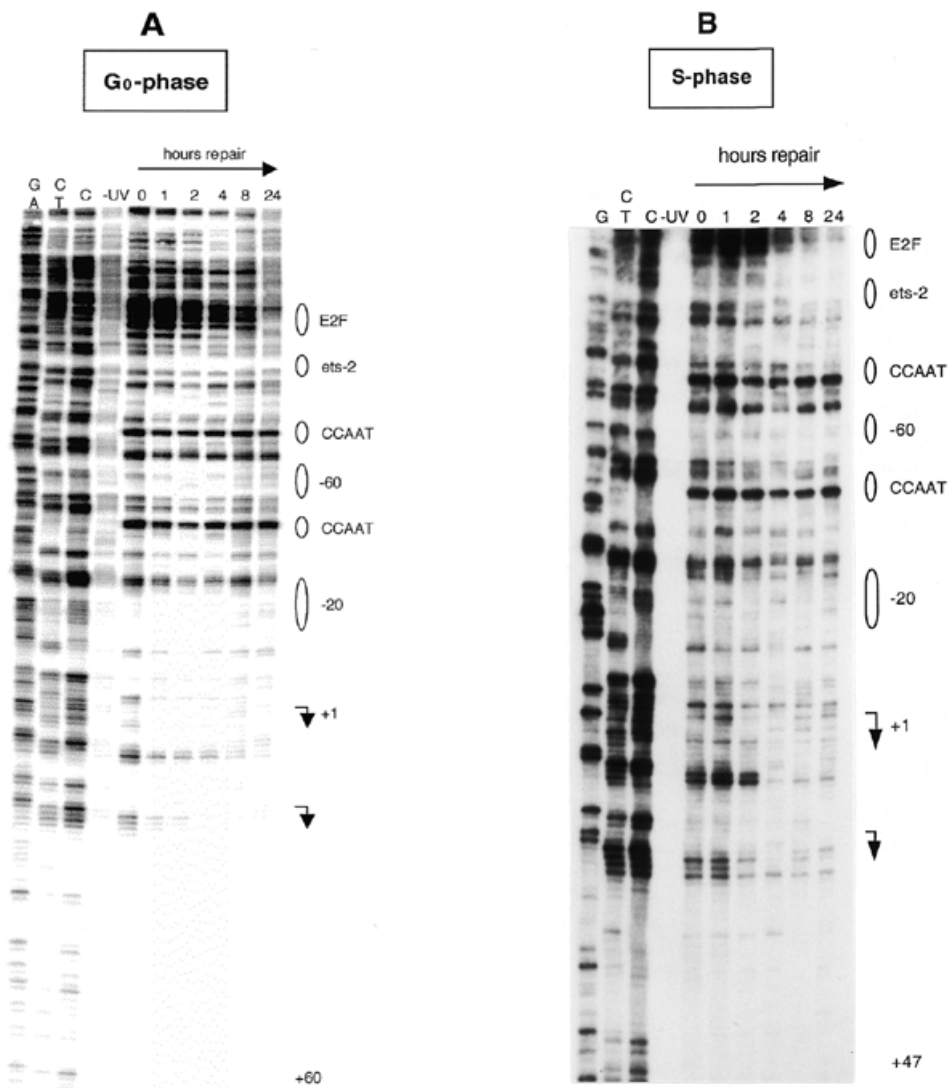 A
G0-phase
hours repair
G
A
C
T
C -UV 0 1 2 4 8 24
E2F
ets-2
CCAAT
-60
CCAAT
-20
+1
+60
B
S-phase
hours repair
G
C
T
C -UV 0 1 2 4 8 24
E2F
ets-2
CCAAT
-60
CCAAT
-20
+1
+47